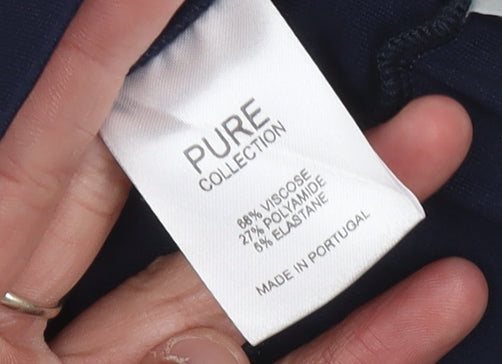 PURE
COLLECTION
68% VISCOSE
27% POLYAMIDE
5% ELASTANE
MADE IN PORTUGAL